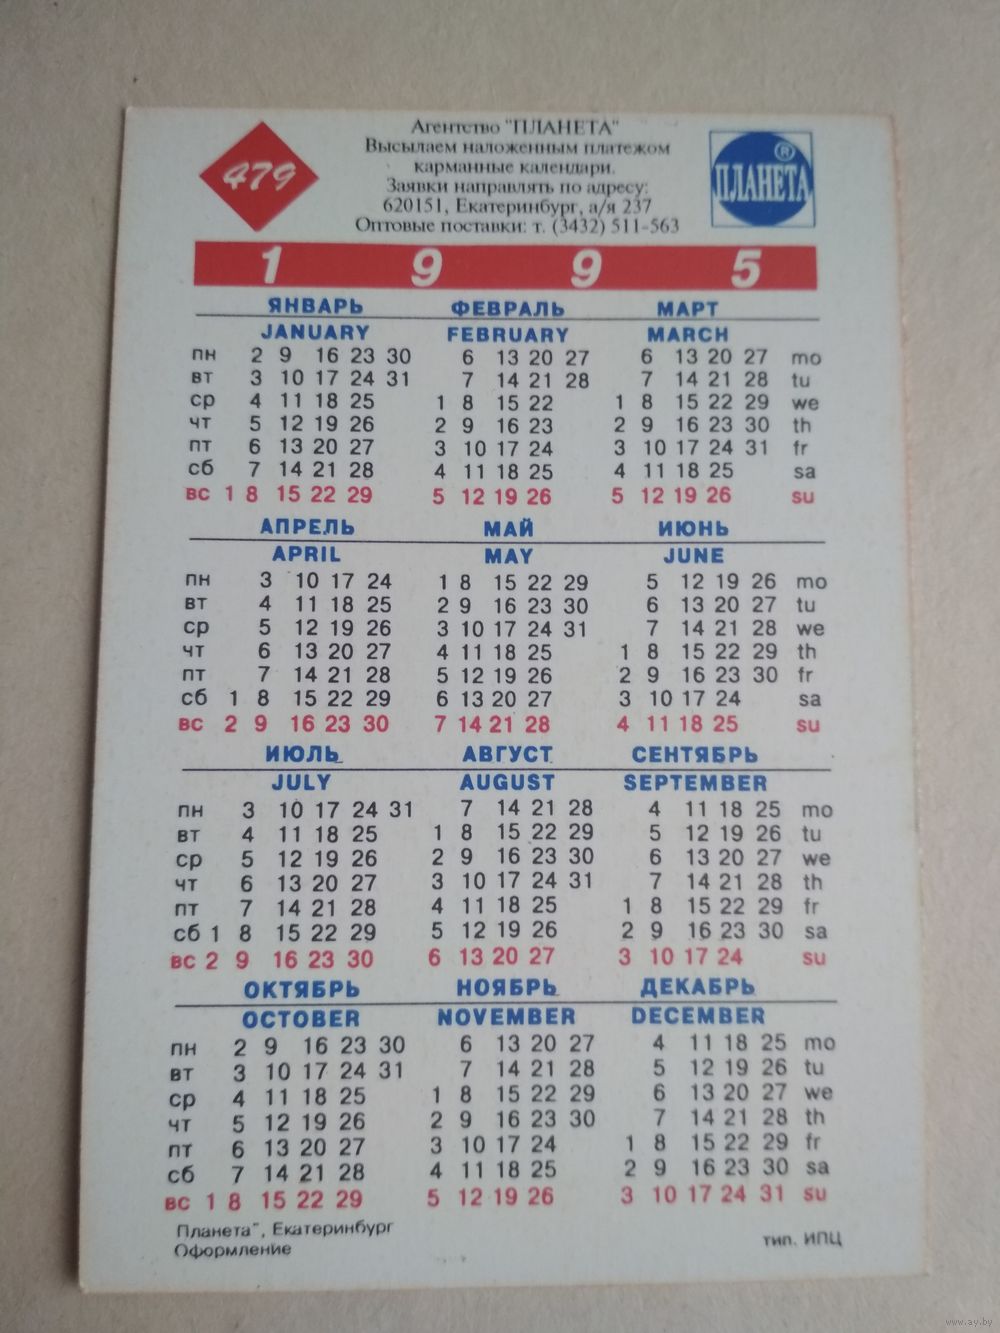 479
Агентство "ПЛАНЕТА"
Высылаем наложенным платежом
карманные календари.
Заявки направлять по адресу:
620151, Екатеринбург, а/я 237
Оптовые поставки: т. (3432) 511-563
® ПЛАНЕТА
1 9 9 5
ЯНВАРЬ ФЕВРАЛЬ МАРТ
JANUARY FEBRUARY MARCH
пн 2 9 16 23 30 6 13 20 27 6 13 20 27 mo
вт 3 10 17 24 31 7 14 21 28 7 14 21 28 tu
ср 4 11 18 25 1 8 15 22 1 8 15 22 29 we
чт 5 12 19 26 2 9 16 23 2 9 16 23 30 th
пт 6 13 20 27 3 10 17 24 3 10 17 24 31 fr
сб 7 14 21 28 4 11 18 25 4 11 18 25 sa
вс 1 8 15 22 29 5 12 19 26 5 12 19 26 su
АПРЕЛЬ МАЙ ИЮНЬ
APRIL MAY JUNE
пн 3 10 17 24 1 8 15 22 29 5 12 19 26 mo
вт 4 11 18 25 2 9 16 23 30 6 13 20 27 tu
ср 5 12 19 26 3 10 17 24 31 7 14 21 28 we
чт 6 13 20 27 4 11 18 25 1 8 15 22 29 th
пт 7 14 21 28 5 12 19 26 2 9 16 23 30 fr
сб 1 8 15 22 29 6 13 20 27 3 10 17 24 sa
вс 2 9 16 23 30 7 14 21 28 4 11 18 25 su
ИЮЛЬ АВГУСТ СЕНТЯБРЬ
JULY AUGUST SEPTEMBER
пн 3 10 17 24 31 7 14 21 28 4 11 18 25 mo
вт 4 11 18 25 1 8 15 22 29 5 12 19 26 tu
ср 5 12 19 26 2 9 16 23 30 6 13 20 27 we
чт 6 13 20 27 3 10 17 24 31 7 14 21 28 th
пт 7 14 21 28 4 11 18 25 1 8 15 22 29 fr
сб 1 8 15 22 29 5 12 19 26 2 9 16 23 30 sa
вс 2 9 16 23 30 6 13 20 27 3 10 17 24 su
ОКТЯБРЬ НОЯБРЬ ДЕКАБРЬ
OCTOBER NOVEMBER DECEMBER
пн 2 9 16 23 30 6 13 20 27 4 11 18 25 mo
вт 3 10 17 24 31 7 14 21 28 5 12 19 26 tu
ср 4 11 18 25 1 8 15 22 29 6 13 20 27 we
чт 5 12 19 26 2 9 16 23 30 7 14 21 28 th
пт 6 13 20 27 3 10 17 24 1 8 15 22 29 fr
сб 7 14 21 28 4 11 18 25 2 9 16 23 30 sa
вс 1 8 15 22 29 5 12 19 26 3 10 17 24 31 su
Планета", Екатеринбург
Оформление
тип. ИПЦ
www.ay.by